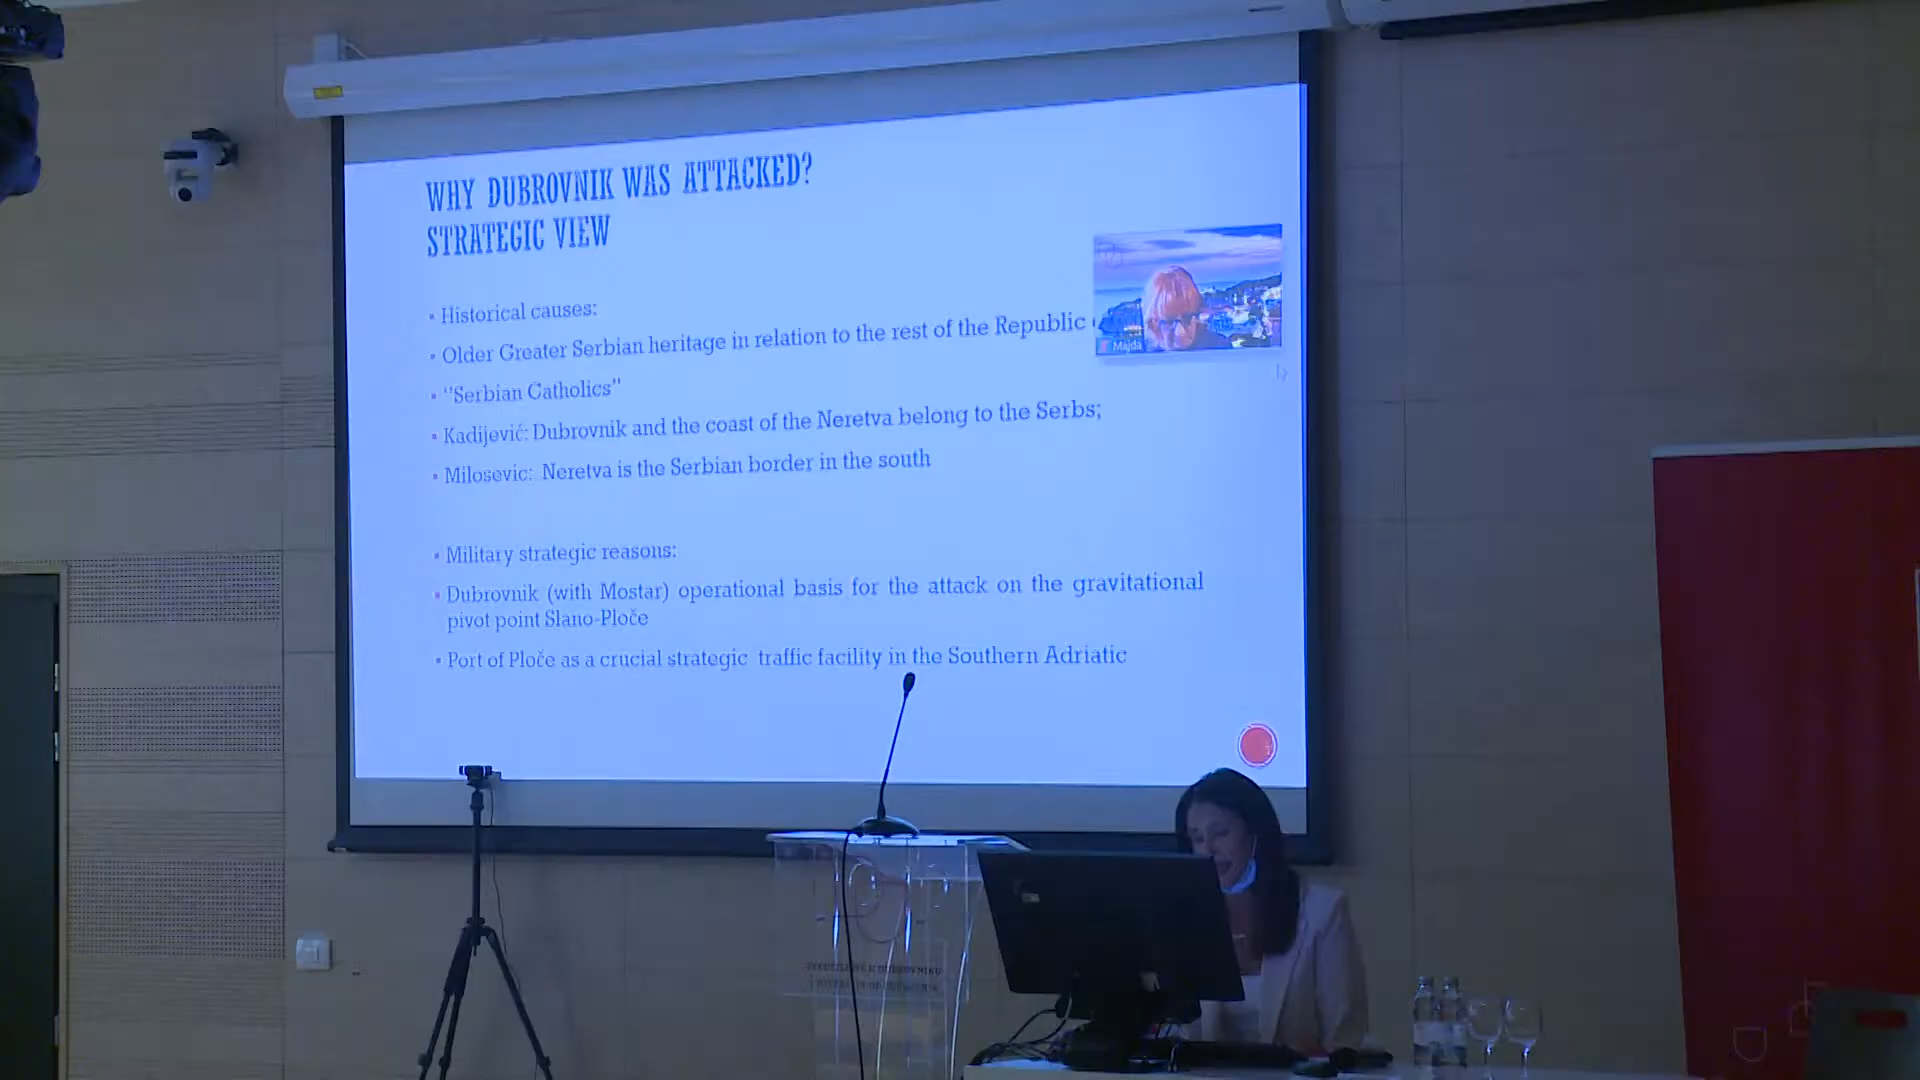 WHY DUBROVNIK WAS ATTACKED?
STRATEGIC VIEW
▪ Historical causes:
▪ Older Greater Serbian heritage in relation to the rest of the Republic
▪ "Serbian Catholics"
▪ Kadijević: Dubrovnik and the coast of the Neretva belong to the Serbs;
▪ Milosevic: Neretva is the Serbian border in the south
▪ Military strategic reasons:
▪ Dubrovnik (with Mostar) operational basis for the attack on the gravitational
pivot point Slano-Ploče
▪ Port of Ploče as a crucial strategic traffic facility in the Southern Adriatic
Majda